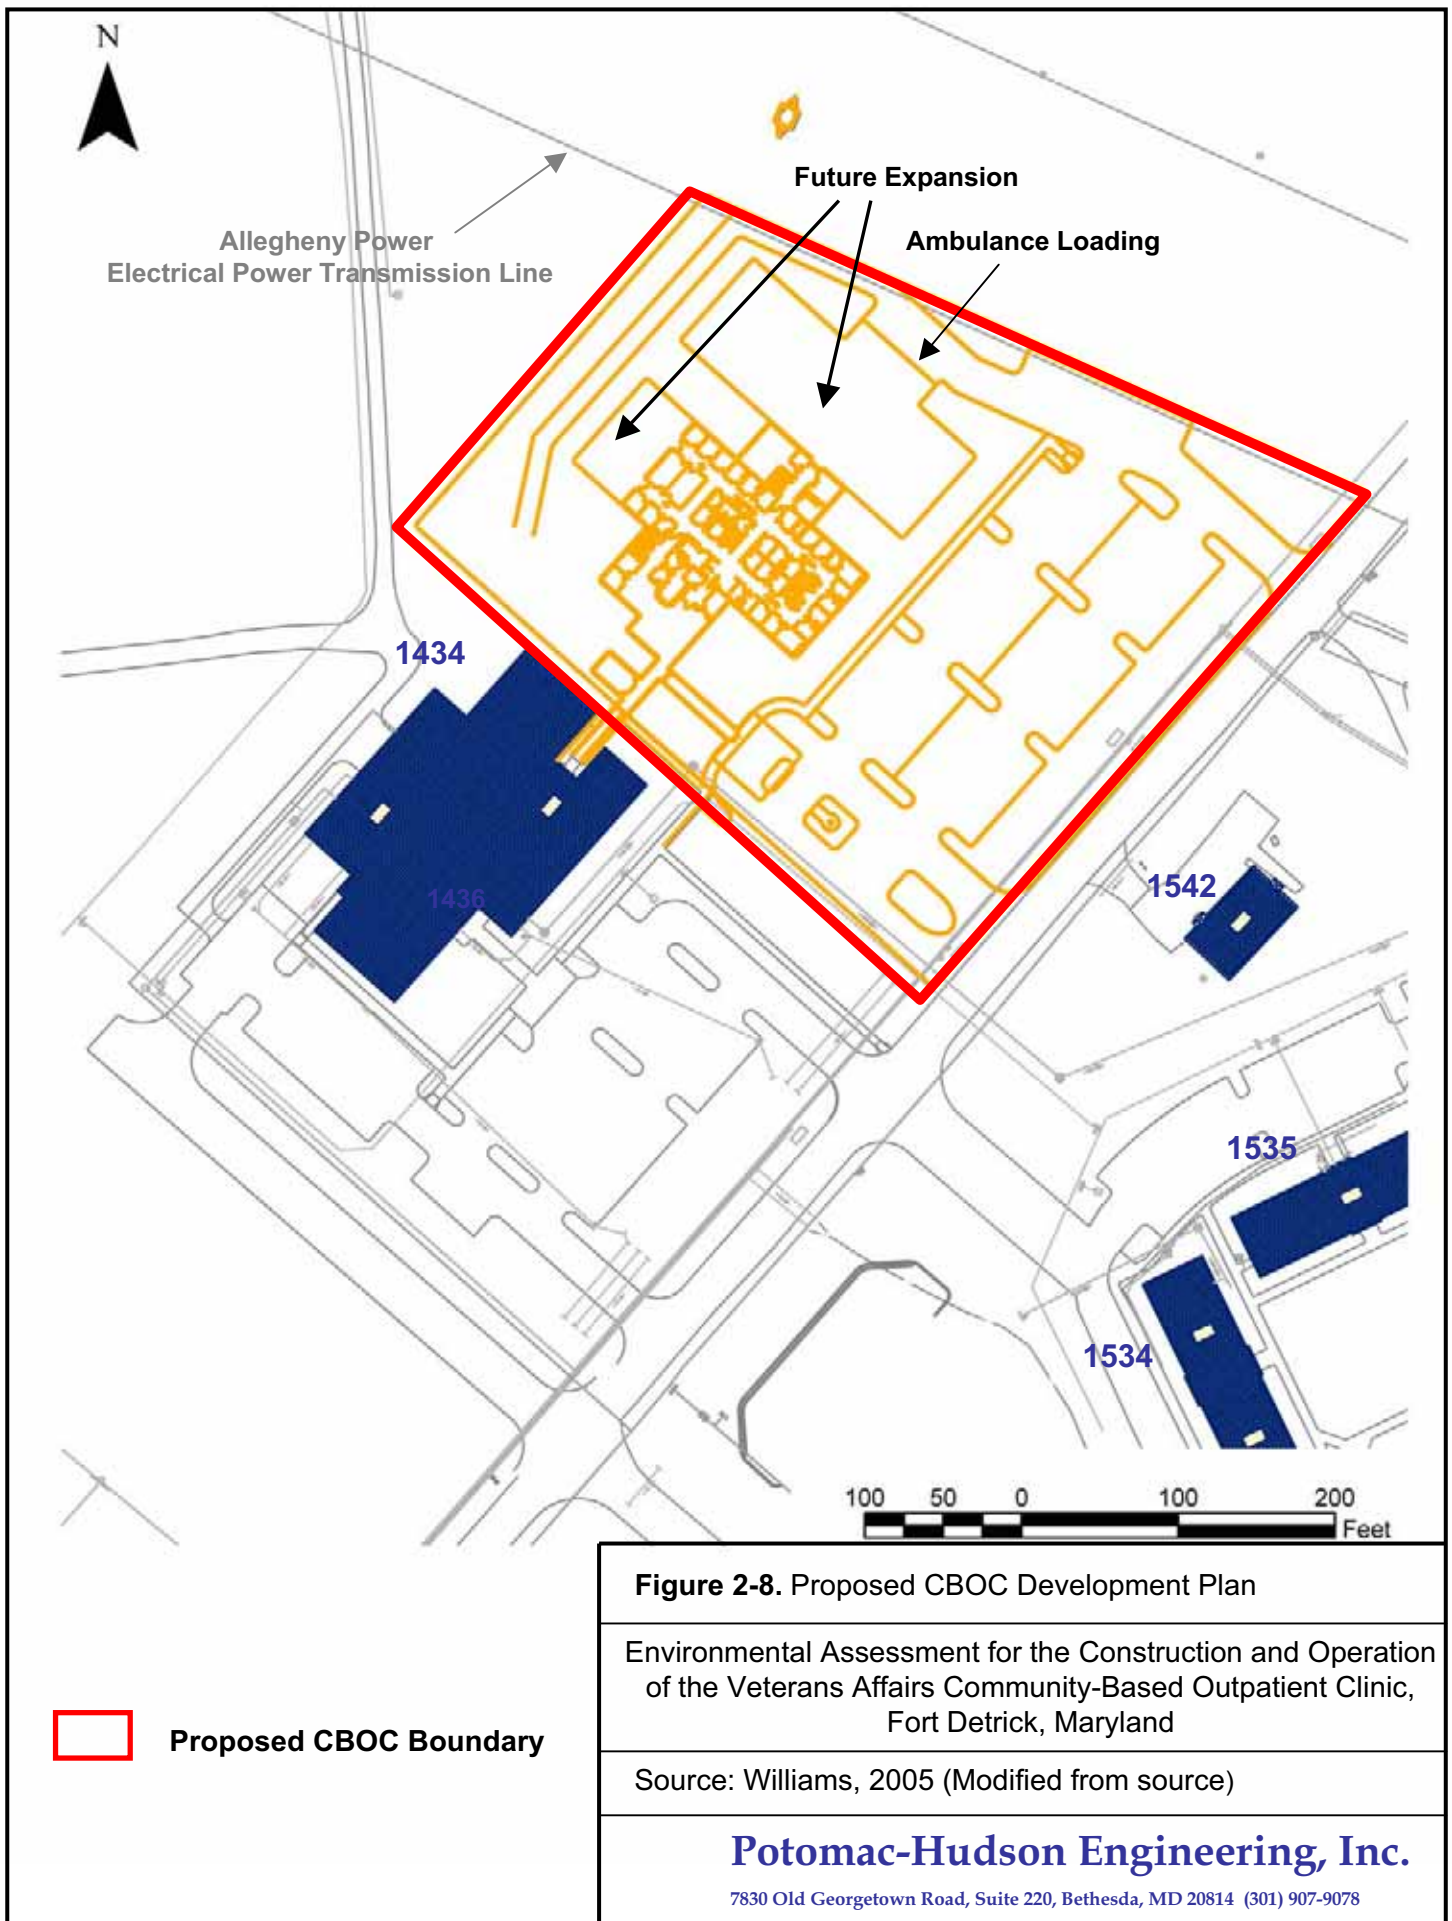 N
Future Expansion
Allegheny Power
Electrical Power Transmission Line
Ambulance Loading
1434
1436
1542
1535
1534
100 50 0 100 200
Feet
Figure 2-8. Proposed CBOC Development Plan
Environmental Assessment for the Construction and Operation
of the Veterans Affairs Community-Based Outpatient Clinic,
Fort Detrick, Maryland
Proposed CBOC Boundary
Source: Williams, 2005 (Modified from source)
Potomac-Hudson Engineering, Inc.
7830 Old Georgetown Road, Suite 220, Bethesda, MD 20814 (301) 907-9078